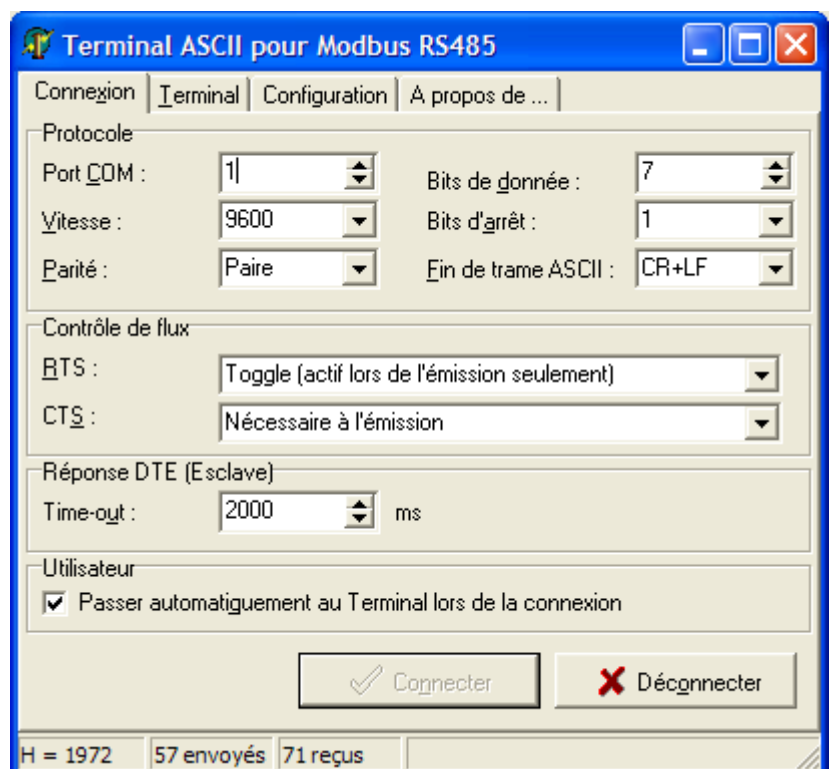 Terminal ASCII pour Modbus RS485
Connexion Terminal Configuration A propos de ...
Protocole
Port COM : 1 Bits de donnée : 7
Vitesse : 9600 Bits d'arrêt : 1
Parité : Paire Fin de trame ASCII : CR+LF
Contrôle de flux
RTS : Toggle (actif lors de l'émission seulement)
CTS : Nécessaire à l'émission
Réponse DTE (Esclave)
Time-out : 2000 ms
Utilisateur
Passer automatiquement au Terminal lors de la connexion
Connecter Déconnecter
H = 1972 57 envoyés 71 reçus